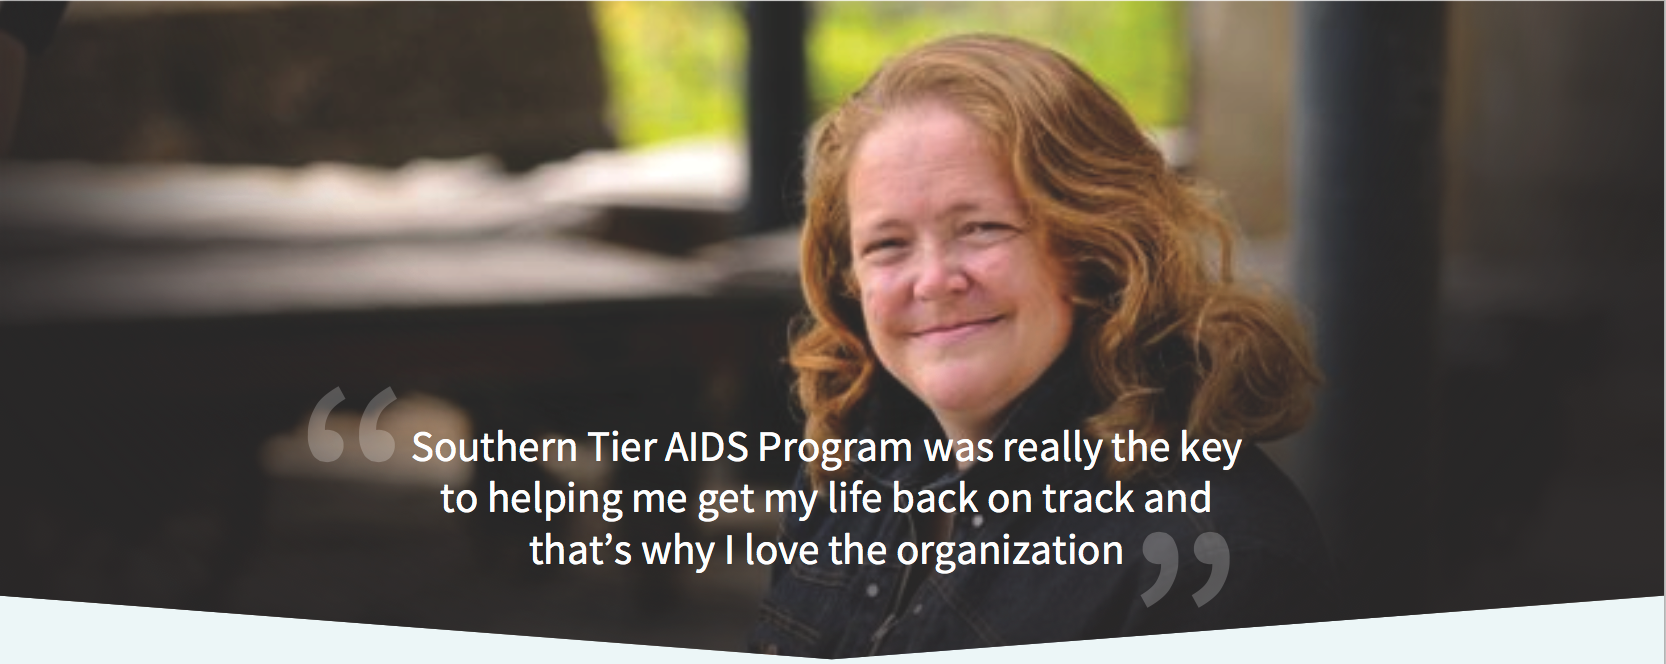 “Southern Tier AIDS Program was really the key
to helping me get my life back on track and
that’s why I love the organization”